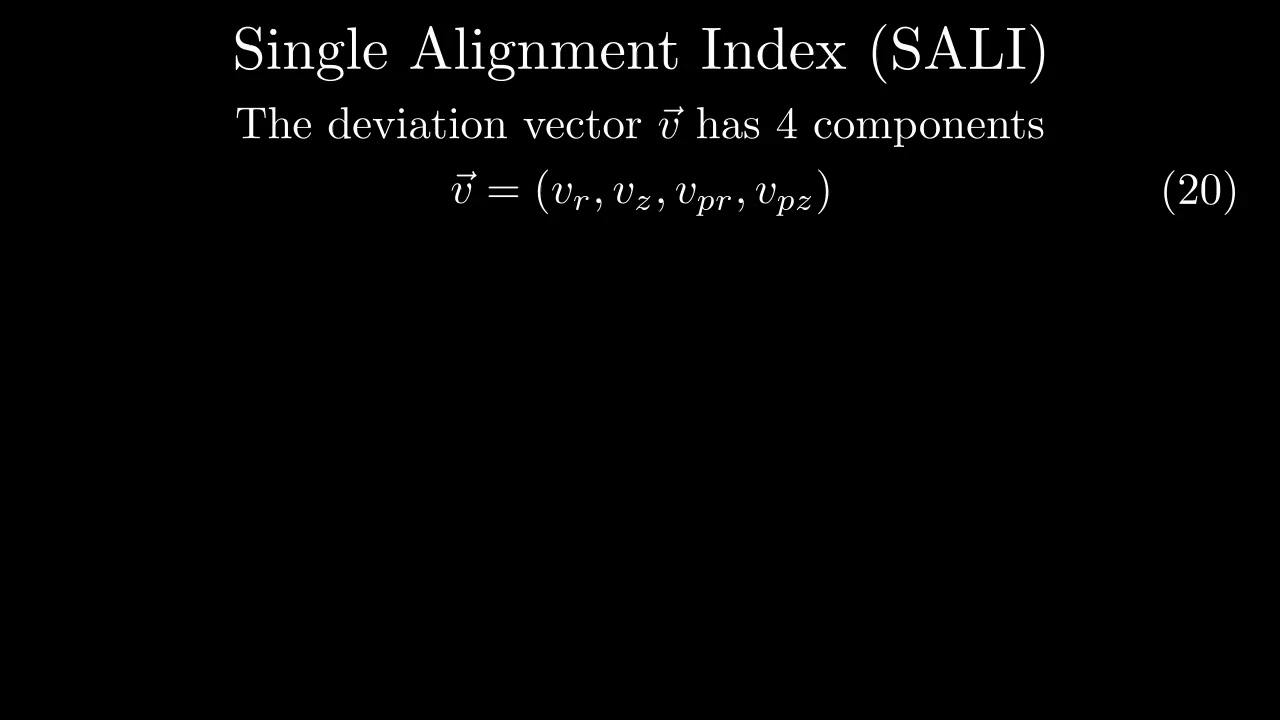 Single Alignment Index (SALI)
The deviation vector $\vec{v}$ has 4 components
$\vec{v} = (v_r, v_z, v_{pr}, v_{pz})$ (20)